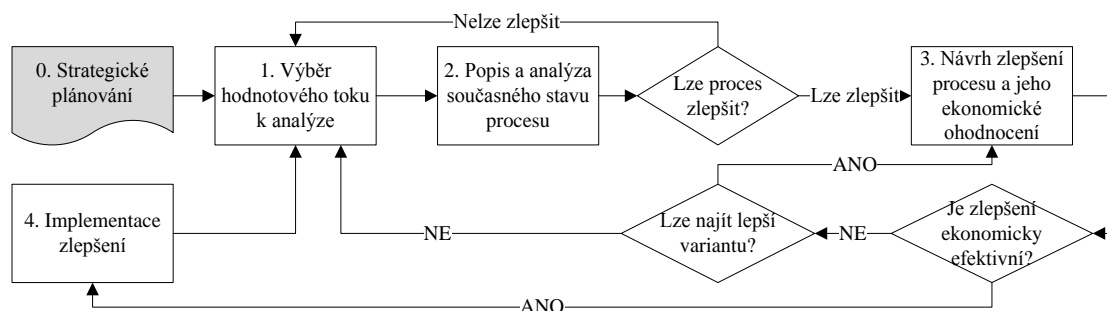 Nelze zlepšit
0. Strategické
plánování
1. Výběr
hodnotového toku
k analýze
2. Popis a analýza
současného stavu
procesu
Lze proces
zlepšit?
Lze zlepšit
3. Návrh zlepšení
procesu a jeho
ekonomické
ohodnocení
ANO
4. Implementace
zlepšení
NE
Lze najít lepší
variantu?
NE
Je zlepšení
ekonomicky
efektivní?
ANO